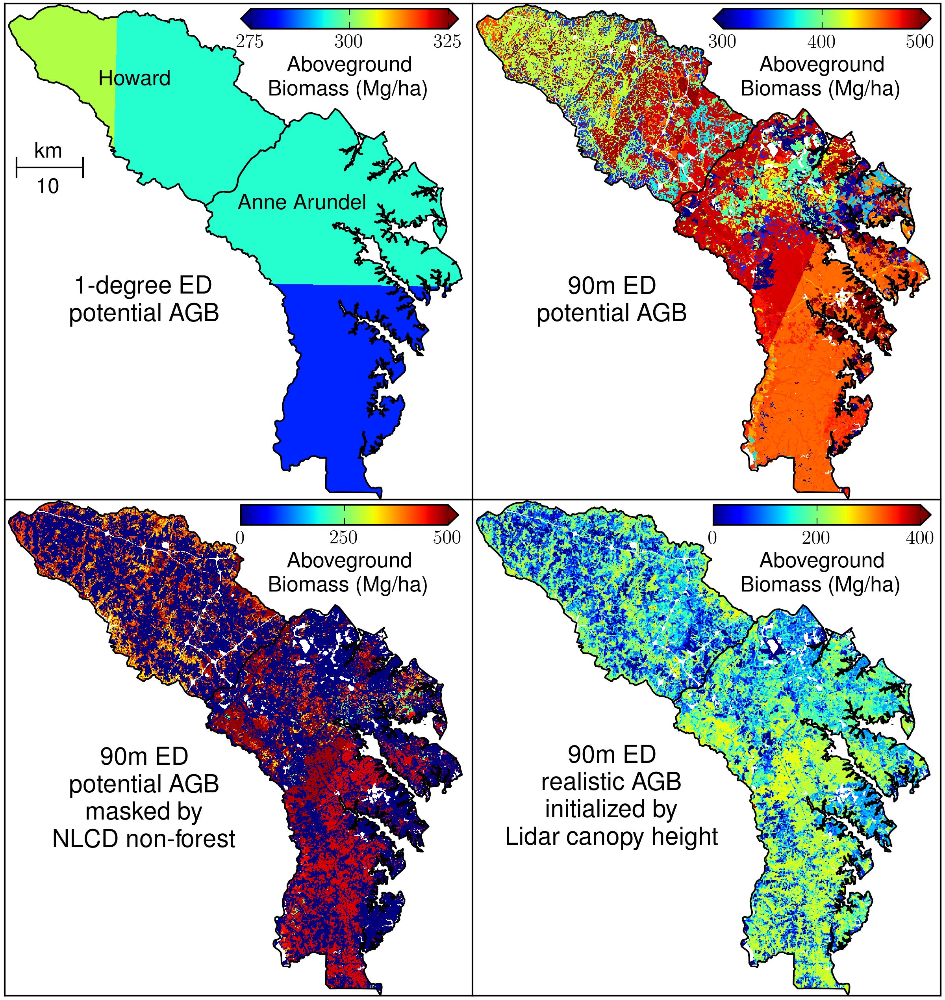 275 300 325
Aboveground
Biomass (Mg/ha)
Howard
km
10
Anne Arundel
1-degree ED
potential AGB
300 400 500
Aboveground
Biomass (Mg/ha)
90m ED
potential AGB
0 250 500
Aboveground
Biomass (Mg/ha)
90m ED
potential AGB
masked by
NLCD non-forest
0 200 400
Aboveground
Biomass (Mg/ha)
90m ED
realistic AGB
initialized by
Lidar canopy height